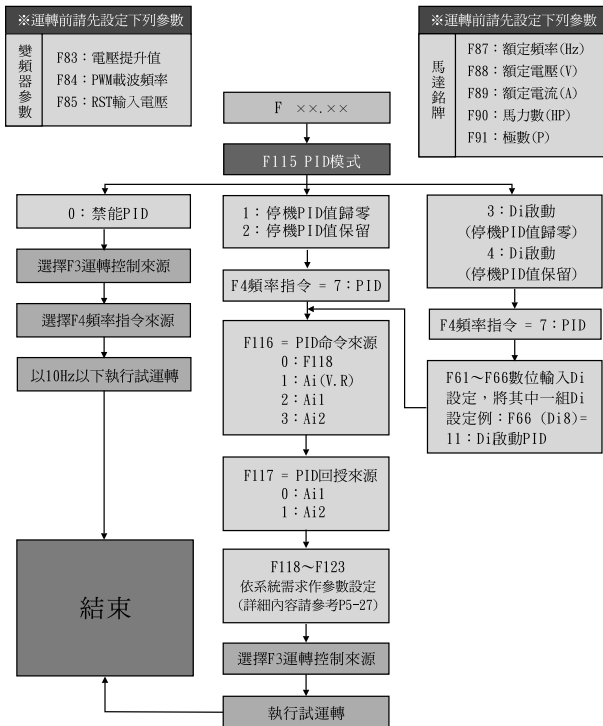 ※運轉前請先設定下列參數
變頻器參數
F83：電壓提升值
F84：PWM載波頻率
F85：RST輸入電壓
※運轉前請先設定下列參數
馬達銘牌
F87：額定頻率(Hz)
F88：額定電壓(V)
F89：額定電流(A)
F90：馬力數(HP)
F91：極數(P)
F ××.××
F115 PID模式
0：禁能PID
選擇F3運轉控制來源
選擇F4頻率指令來源
以10Hz以下執行試運轉
結束
1：停機PID值歸零
2：停機PID值保留
F4頻率指令 = 7：PID
F116 = PID命令來源
0：F118
1：Ai(V.R)
2：Ai1
3：Ai2
F117 = PID回授來源
0：Ai1
1：Ai2
F118～F123
依系統需求作參數設定
(詳細內容請參考P5-27)
選擇F3運轉控制來源
執行試運轉
3：Di啟動
(停機PID值歸零)
4：Di啟動
(停機PID值保留)
F4頻率指令 = 7：PID
F61～F66數位輸入Di
設定，將其中一組Di
設定例：F66 (Di8)=
11：Di啟動PID